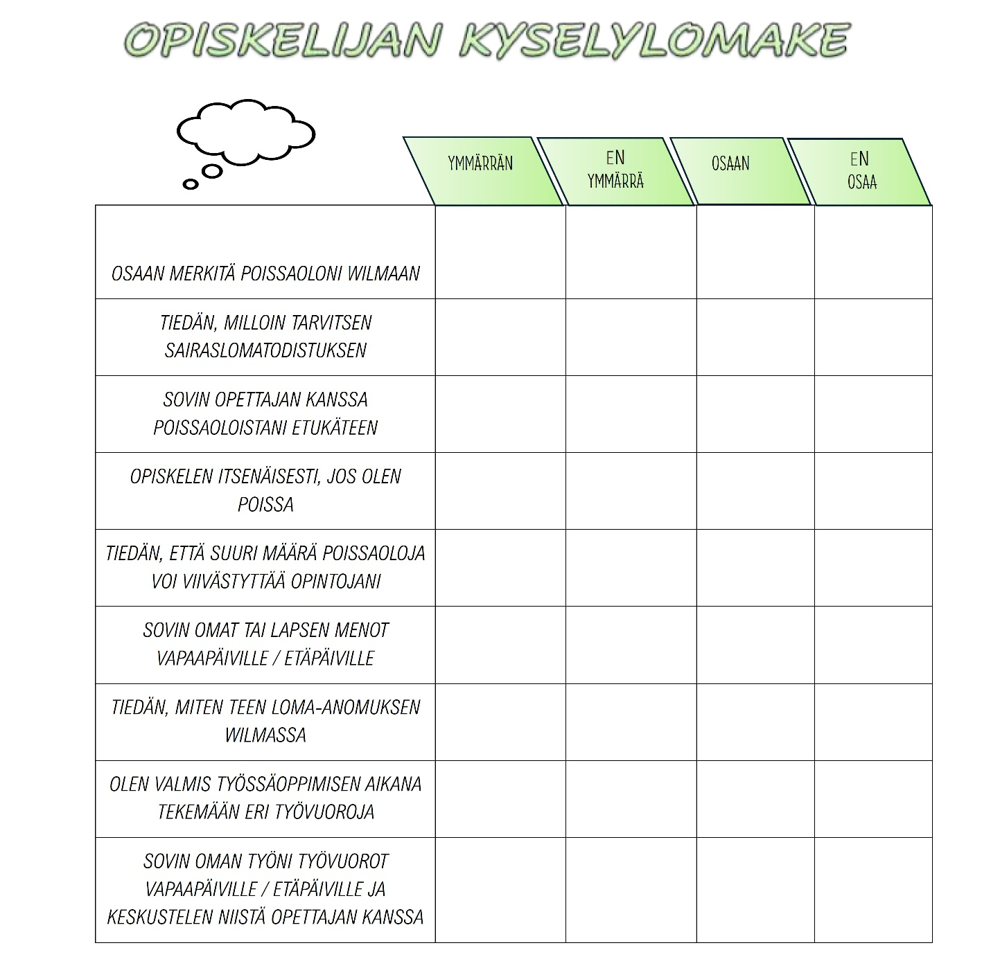 OPISKELIJAN KYSELYLOMAKE
YMMÄRRÄN
EN
YMMÄRRÄ
OSAAN
EN
OSAA
OSAAN MERKITÄ POISSAOLONI WILMAAN
TIEDÄN, MILLOIN TARVITSEN
SAIRASLOMATODISTUKSEN
SOVIN OPETTAJAN KANSSA
POISSAOLOISTANI ETUKÄTEEN
OPISKELEN ITSENÄISESTI, JOS OLEN
POISSA
TIEDÄN, ETTÄ SUURI MÄÄRÄ POISSAOLOJA
VOI VIIVÄSTYTTÄÄ OPINTOJANI
SOVIN OMAT TAI LAPSEN MENOT
VAPAAPÄIVILLE / ETÄPÄIVILLE
TIEDÄN, MITEN TEEN LOMA-ANOMUKSEN
WILMASSA
OLEN VALMIS TYÖSSÄOPPIMISEN AIKANA
TEKEMÄÄN ERI TYÖVUOROJA
SOVIN OMAN TYÖNI TYÖVUOROT
VAPAAPÄIVILLE / ETÄPÄIVILLE JA
KESKUSTELEN NIISTÄ OPETTAJAN KANSSA